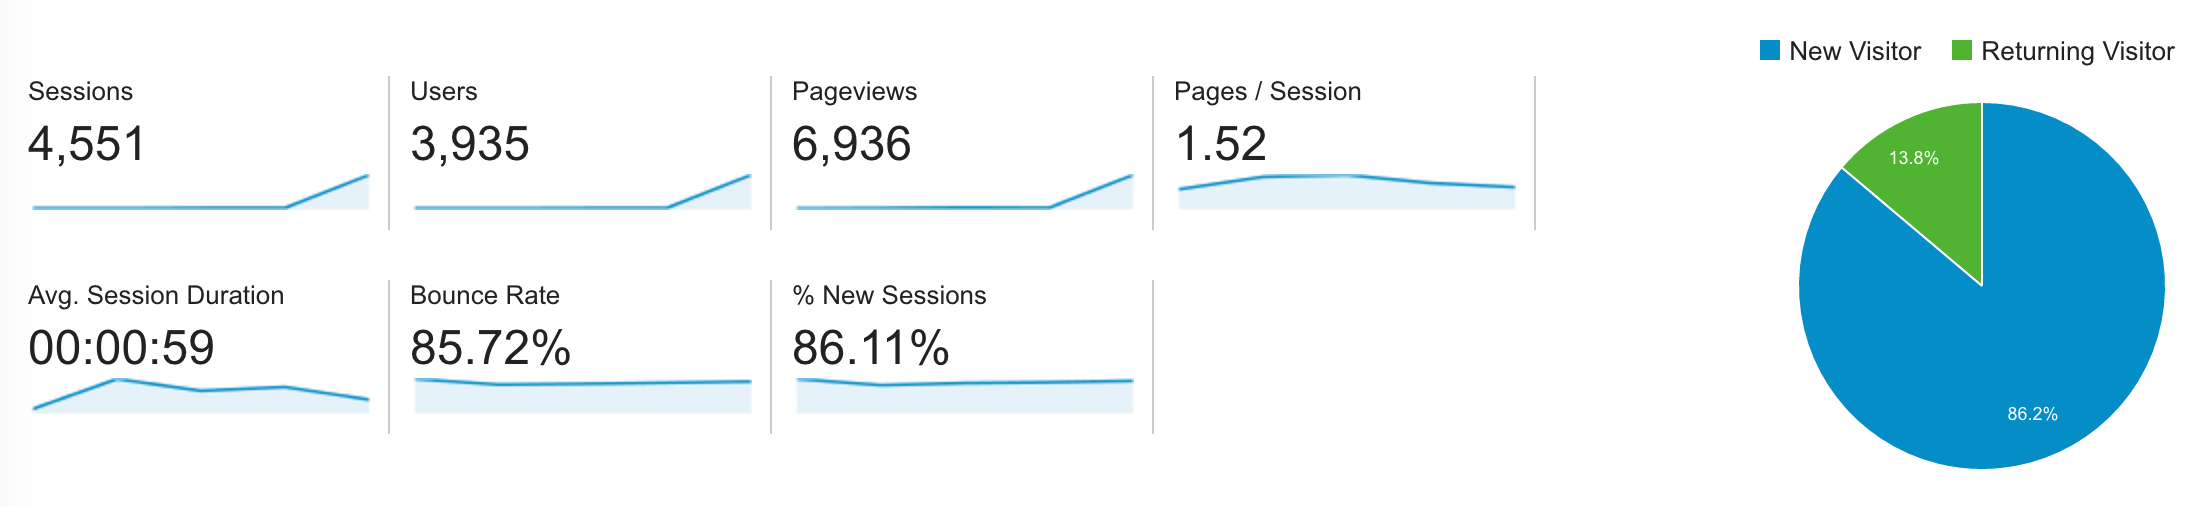 New Visitor
Returning Visitor
Sessions
4,551
Users
3,935
Pageviews
6,936
Pages / Session
1.52
Avg. Session Duration
00:00:59
Bounce Rate
85.72%
% New Sessions
86.11%
13.8%
86.2%